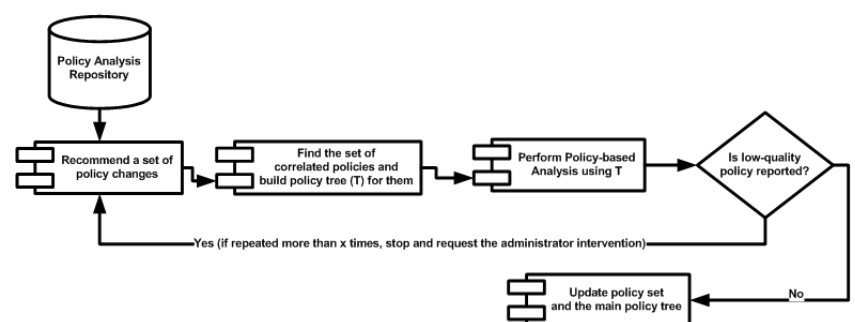 Policy Analysis
Repository
Recommend a set of
policy changes
Find the set of
correlated policies and
build policy tree (T) for them
Perform Policy-based
Analysis using T
Is low-quality
policy reported?
Yes (if repeated more than x times, stop and request the administrator intervention)
No
Update policy set
and the main policy tree